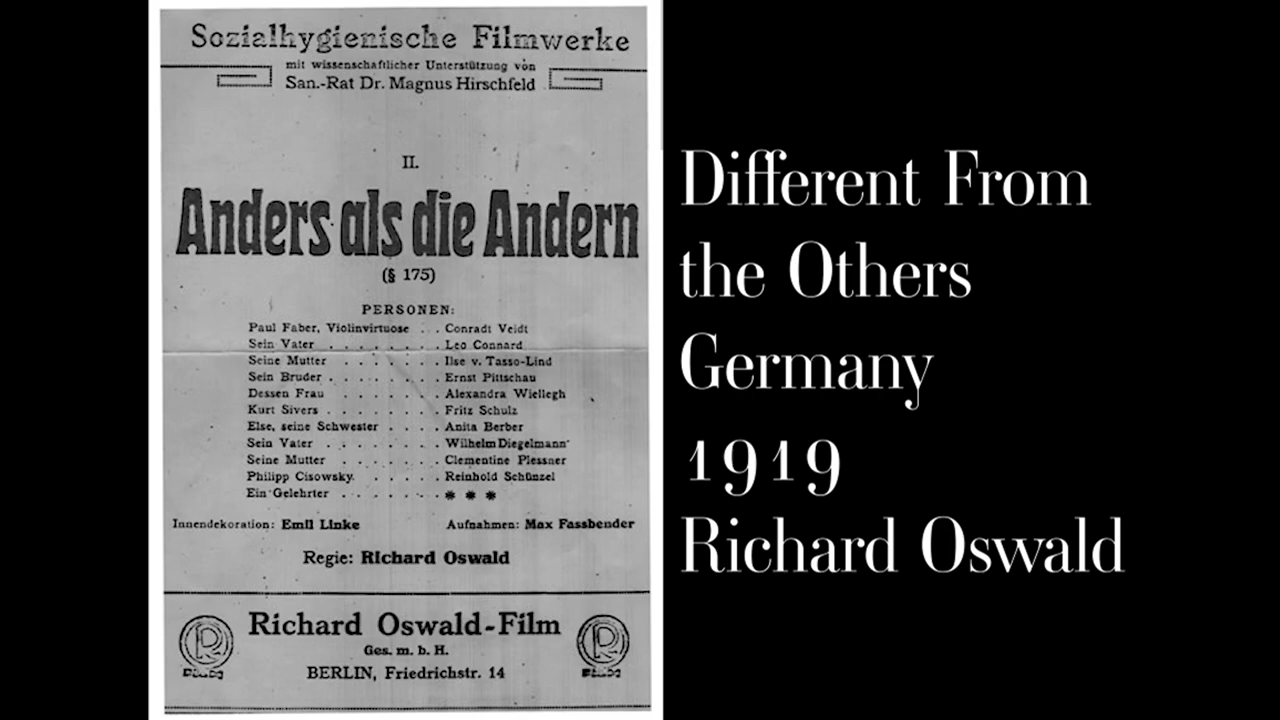 Sozialhygienische Filmwerke
mit wissenschaftlicher Unterstützung von
San.-Rat Dr. Magnus Hirschfeld
II.
Anders als die Andern
(§ 175)
PERSONEN:
Paul Faber, Violinvirtuose . . . Conradt Veidt
Sein Vater . . . . . . . Leo Connard
Seine Mutter . . . . . . Ilse v. Tasso-Lind
Sein Bruder . . . . . . . Ernst Pittschau
Dessen Frau . . . . . . Alexandra Wiellegh
Kurt Sivers . . . . . . . Fritz Schulz
Else, seine Schwester . . . . Anita Berber
Sein Vater . . . . . . . Wilhelm Diegelmann
Seine Mutter . . . . . . Clementine Plessner
Philipp Cisowsky. . . . . . Reinhold Schünzel
Ein Gelehrter . . . . . . . * * *
Innendekoration: Emil Linke Aufnahmen: Max Fassbender
Regie: Richard Oswald
Richard Oswald-Film
Ges. m. b. H.
BERLIN, Friedrichstr. 14
Different From
the Others
Germany
1919
Richard Oswald